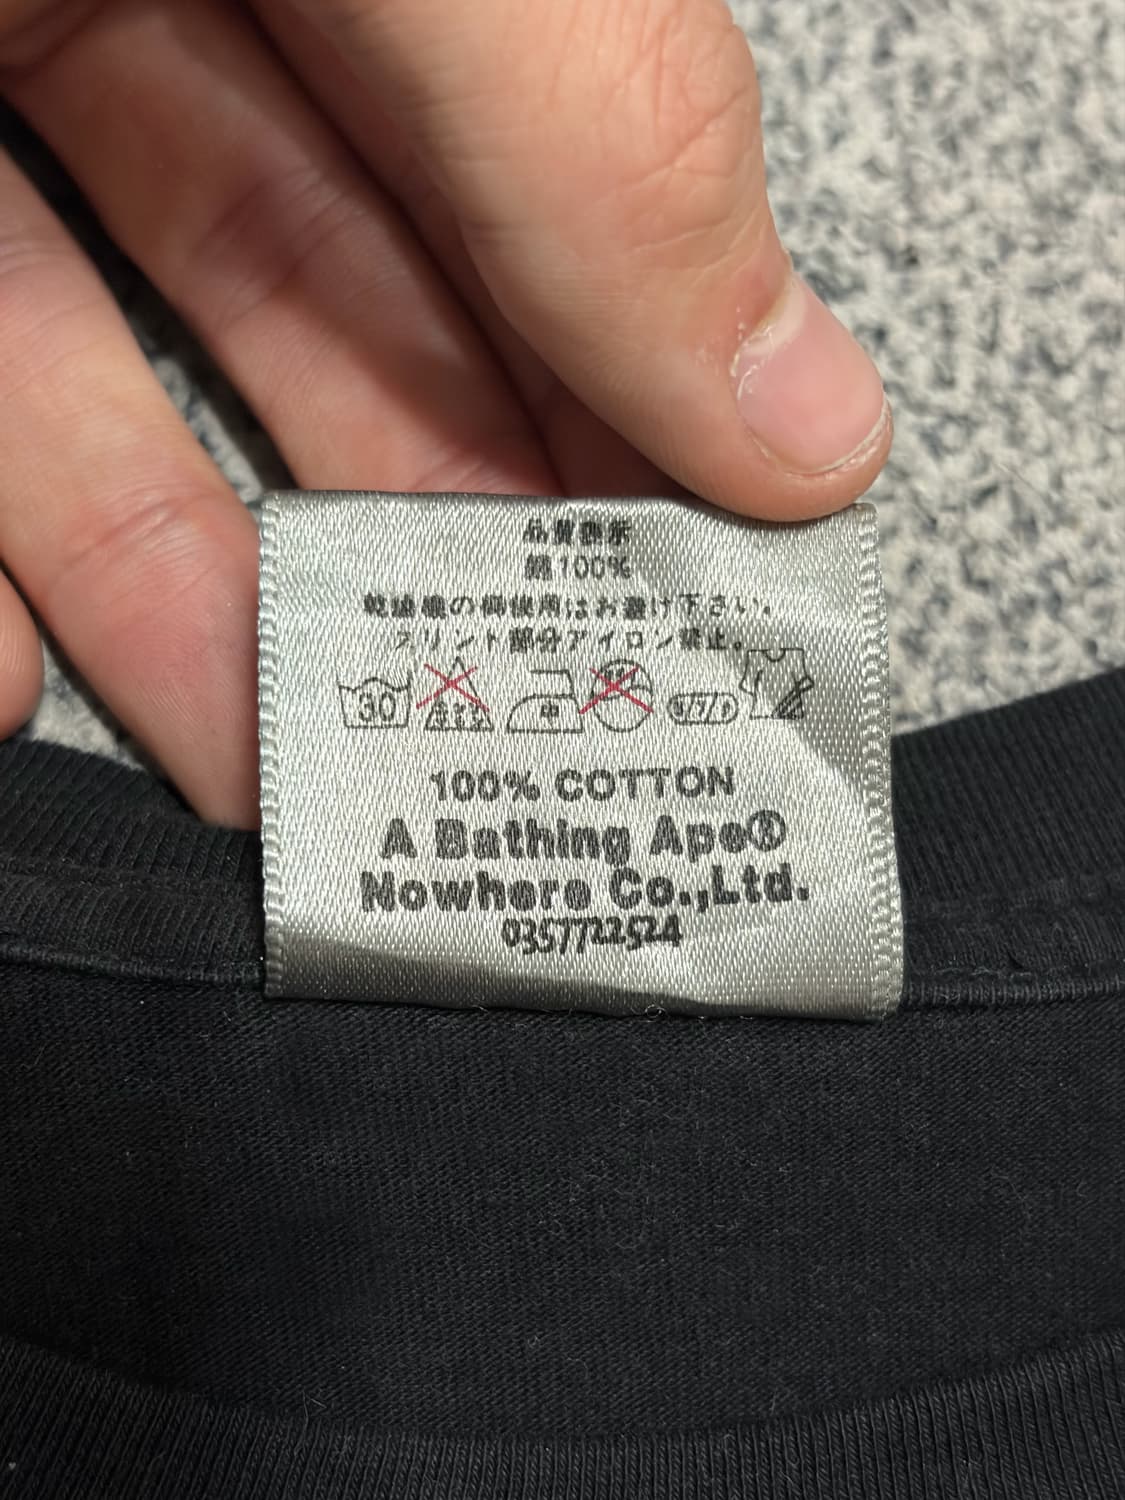 品質表示
綿100%
乾燥機の御使用はお避け下さい。
プリント部分アイロン禁止。
30 中
100% COTTON
A Bathing Ape®
Nowhere Co.,Ltd.
0357722524